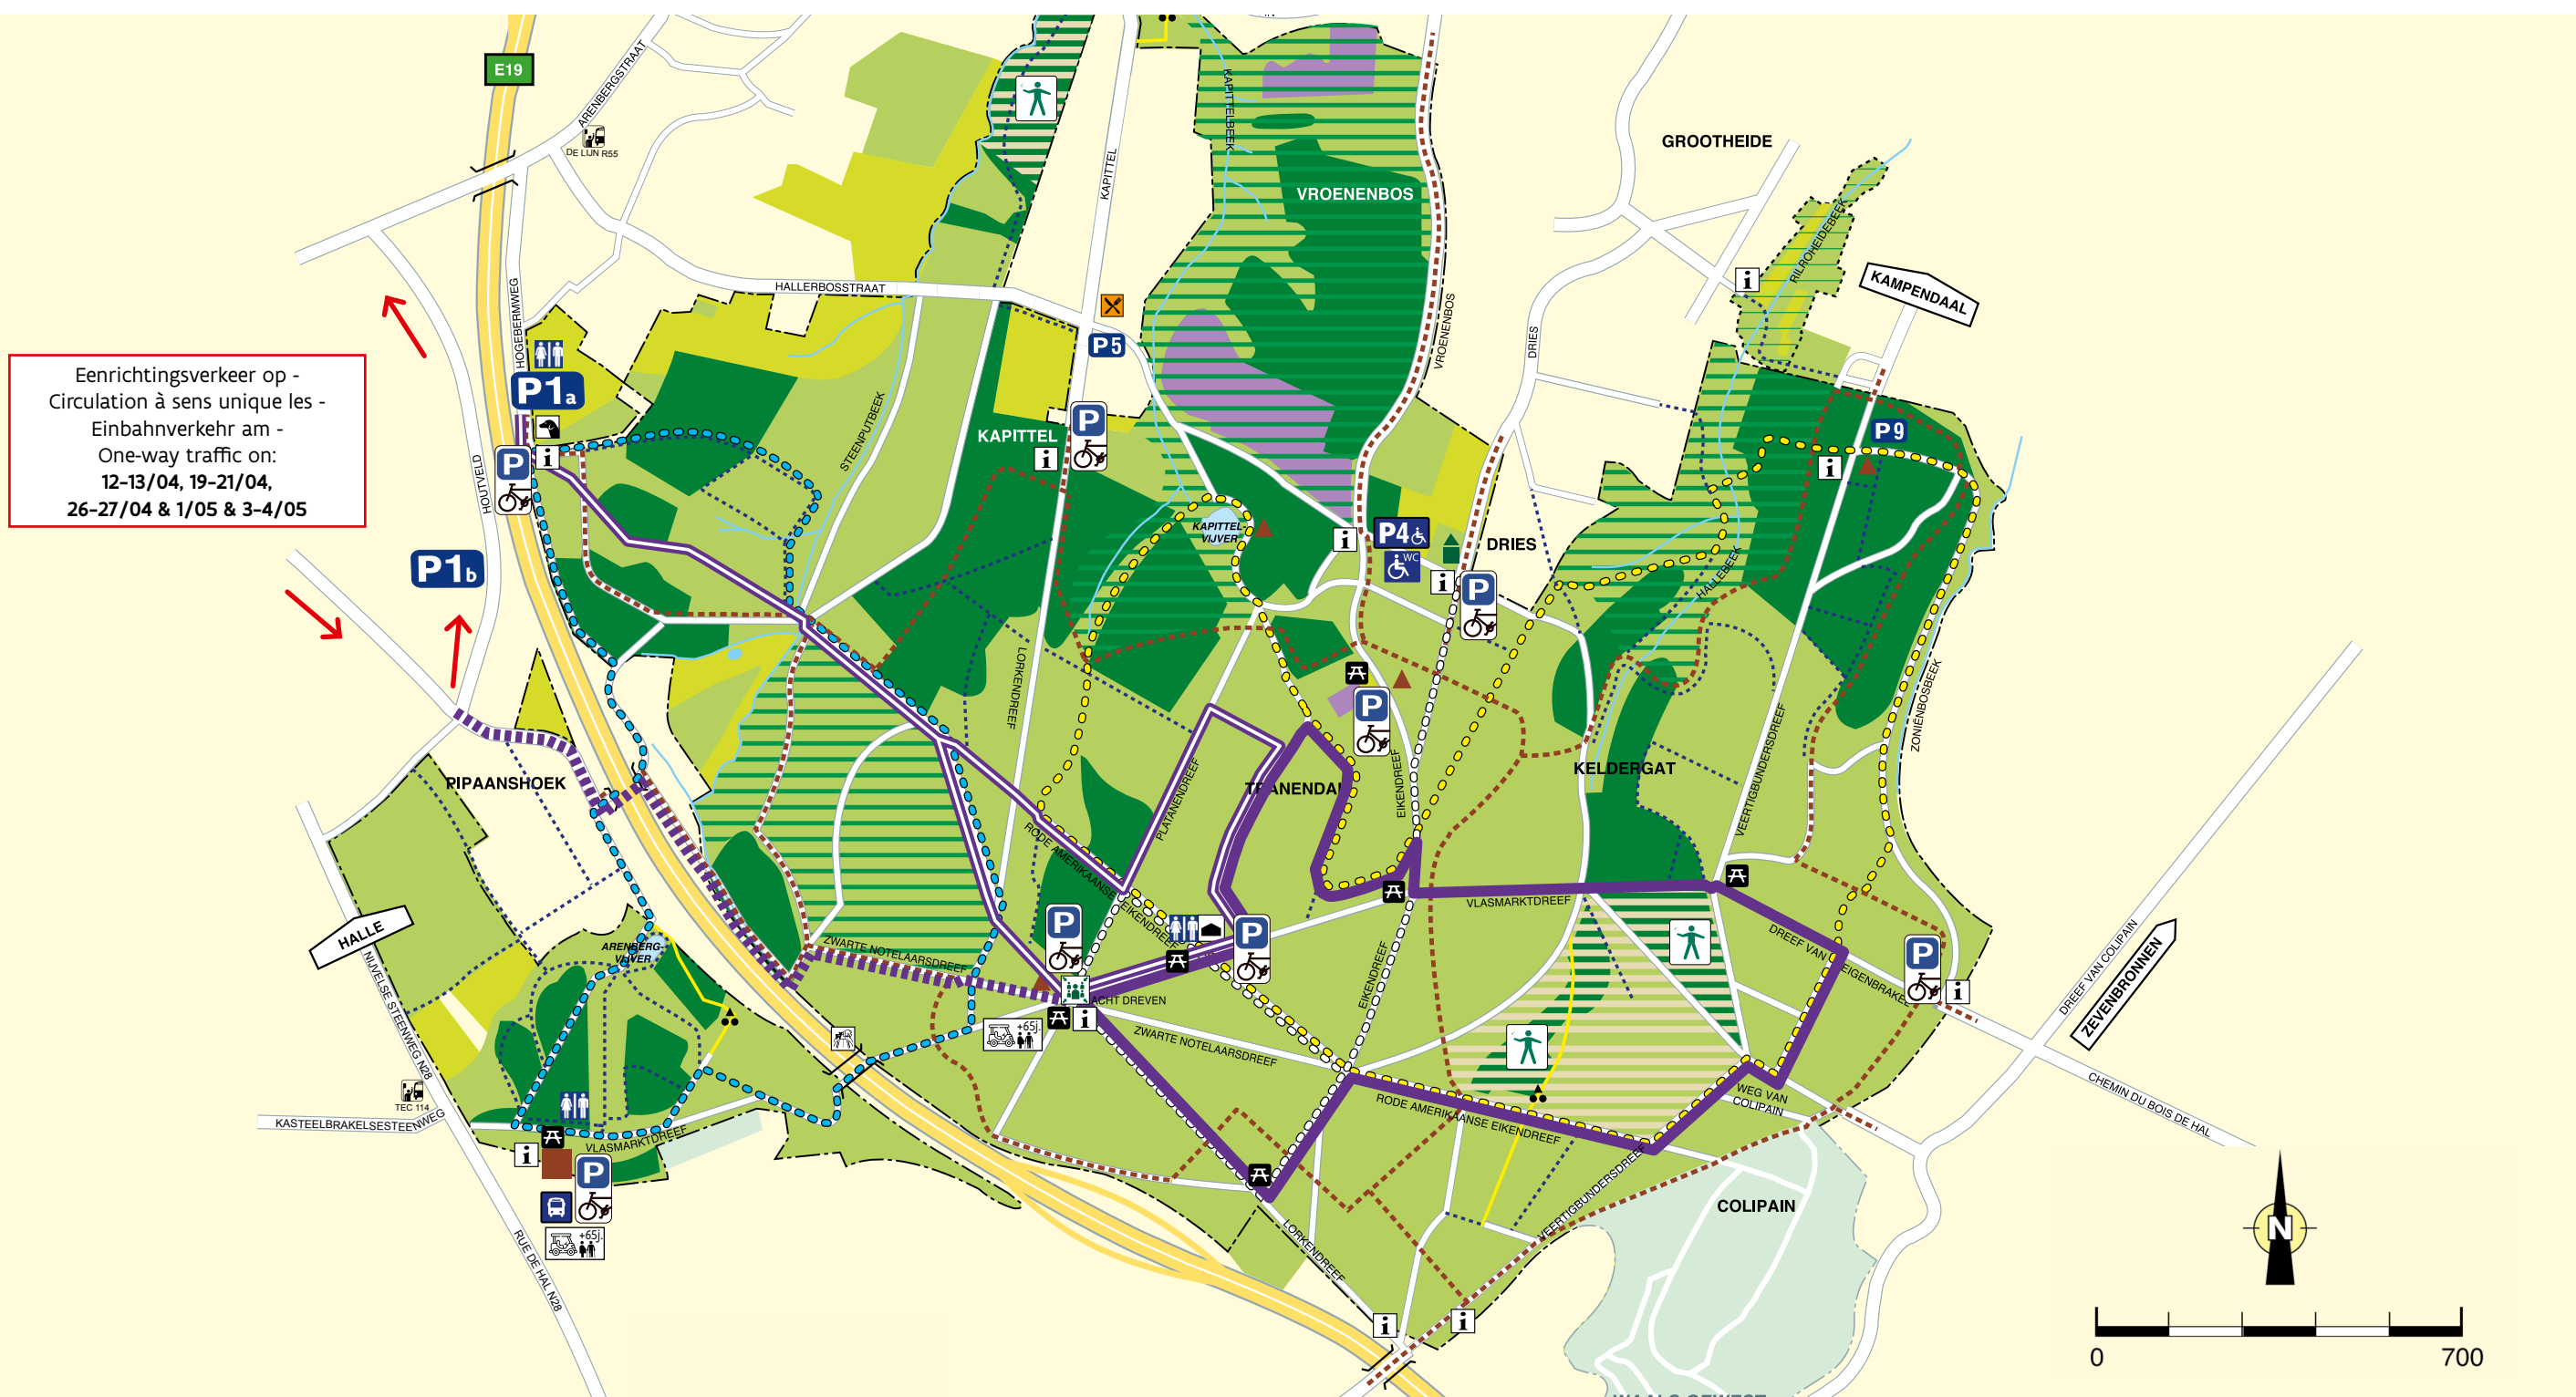 E19
ARENBERGSTRAAT
DE LIJN R55
KAPITTEL
KAPITTELBEEK
VROENENBOS
GROOTHEIDE
RILROHEIDEBEEK
i
KAMPENDAAL
HALLERBOSSTRAAT
HOGEBERMWEG
P5
VROENENBOS
DRIES
P1a
Eenrichtingsverkeer op -
Circulation à sens unique les -
Einbahnverkehr am -
One-way traffic on:
12-13/04, 19-21/04,
26-27/04 & 1/05 & 3-4/05
HOUTVELD
P
i
STEENPUTBEEK
KAPITTEL
i
P
P9
i
P1b
KAPITTEL-
VIJVER
i
P4
WC
DRIES
i
P
HALLEBEEK
LORKENDREEF
P
ZONIËNBOSBEEK
VEERTIGBUNDERSDREEF
PIPAANSHOEK
PLATANENDREEF
TRANENDAL
EIKENDREEF
KELDERGAT
RODE AMERIKAANSE EIKENDREEF
VLASMARKTDREEF
HALLE
ARENBERG-
VIJVER
ZWARTE NOTELAARSDREEF
P
P
EIKENDREEF
DREEF VAN EIGENBRAKEL
P
i
DREEF VAN COLIPAIN
ZEVENBRONNEN
ACHT DREVEN
i
+65j.
ZWARTE NOTELAARSDREEF
NIJVELSE STEENWEG N28
TEC 114
KASTEELBRAKELSESTEENWEG
RODE AMERIKAANSE EIKENDREEF
WEG VAN
COLIPAIN
CHEMIN DU BOIS DE HAL
VLASMARKTDREEF
i
P
+65j.
VEERTIGBUNDERSDREEF
COLIPAIN
LORKENDREEF
RUE DE HAL N28
i
i
N
0
700